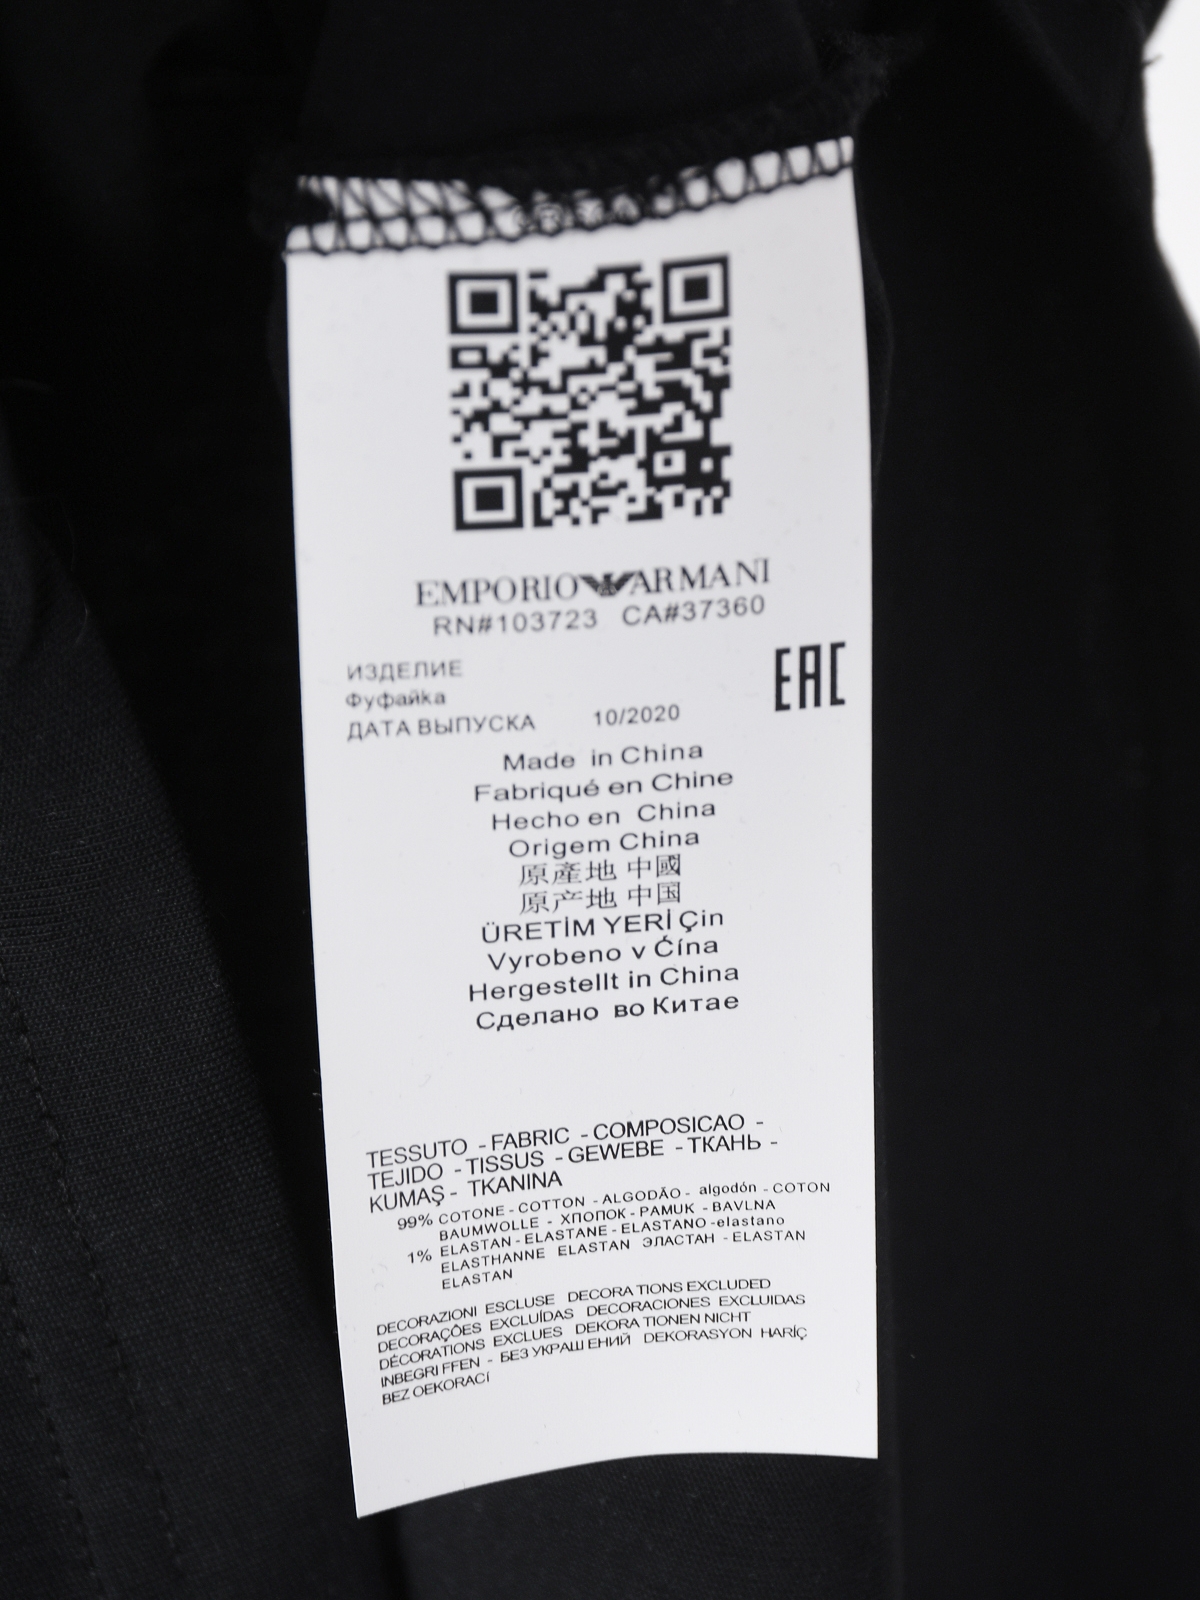 EMPORIO ARMANI
RN#103723 CA#37360
EAC
ИЗДЕЛИЕ
Фуфайка
ДАТА ВЫПУСКА 10/2020
Made in China
Fabriqué en Chine
Hecho en China
Origem China
原產地 中國
原产地 中国
ÜRETİM YERİ Çin
Vyrobeno v Ćína
Hergestellt in China
Сделано во Китае
TESSUTO - FABRIC - COMPOSICAO -
TEJIDO - TISSUS - GEWEBE - ТКАНЬ -
KUMAŞ - TKANINA
99% COTONE - COTTON - ALGODÃO - algodón - COTON
BAUMWOLLE - ХПОПОК - PAMUK - BAVLNA
1% ELASTAN - ELASTANE - ELASTANO - elastano
ELASTHANNE ELASTAN ЭЛАСТАН - ELASTAN
ELASTAN
DECORAZIONI ESCLUSE DECORA TIONS EXCLUDED
DECORAÇÕES EXCLUÍDAS DECORACIONES EXCLUIDAS
DÉCORATIONS EXCLUES DEKORA TIONEN NICHT
INBEGRI FFEN - БЕЗ УКРАШ ЕНИЙ DEKORASYON HARİÇ
BEZ OEKORACÍ